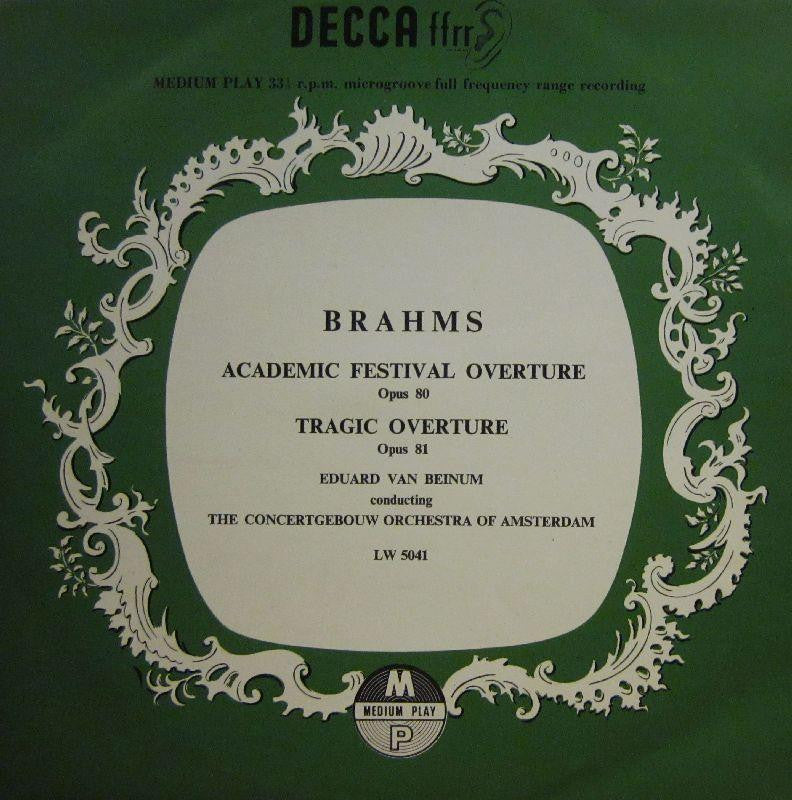 DECCA ffrr
MEDIUM PLAY 33⅓ r.p.m. microgroove full frequency range recording
BRAHMS
ACADEMIC FESTIVAL OVERTURE
Opus 80
TRAGIC OVERTURE
Opus 81
EDUARD VAN BEINUM
conducting
THE CONCERTGEBOUW ORCHESTRA OF AMSTERDAM
LW 5041
M
MEDIUM PLAY
P